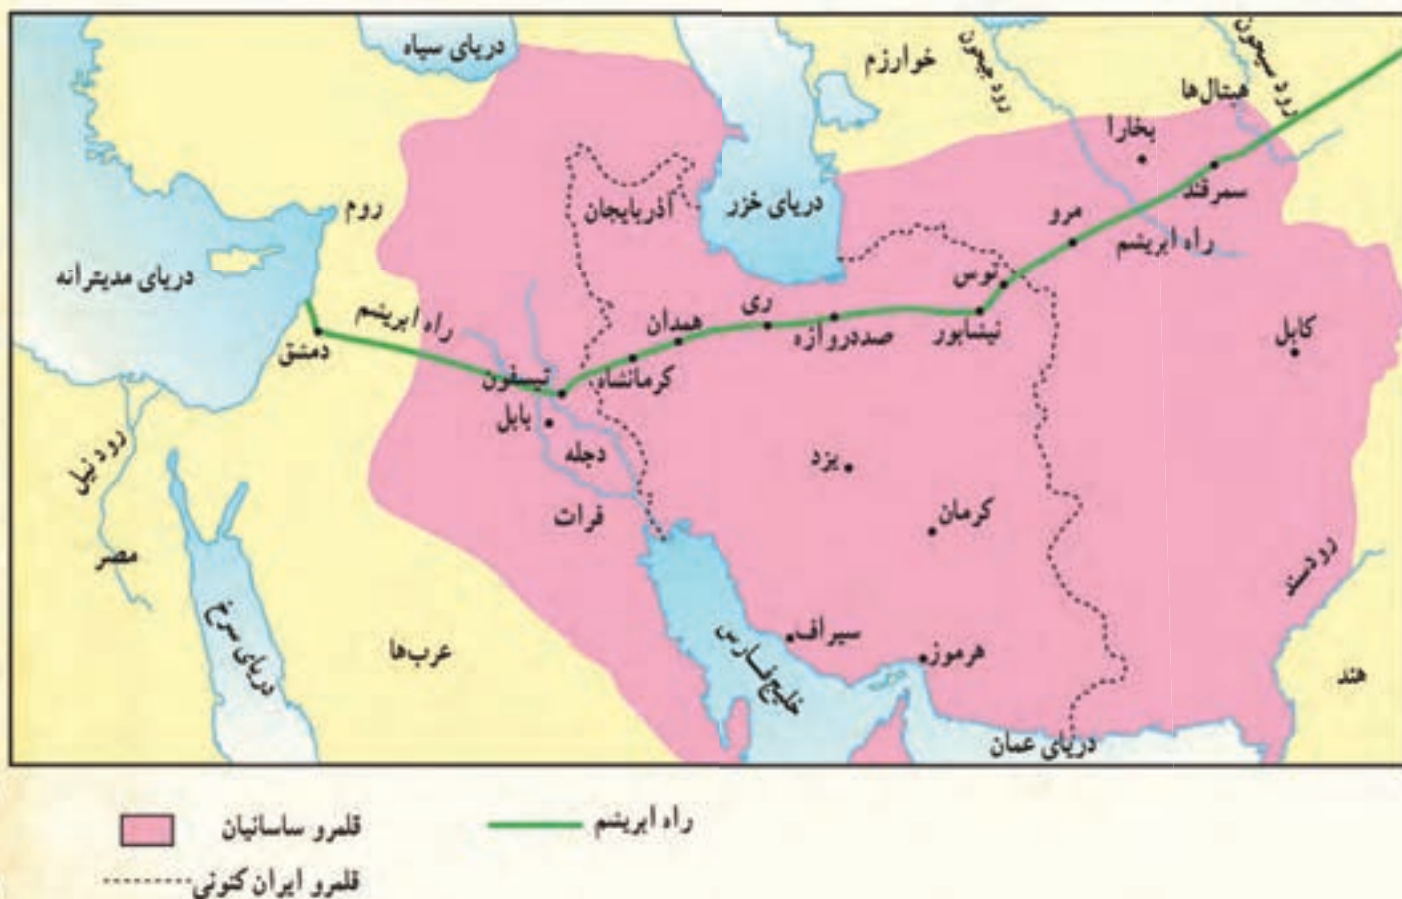 دریای سیاه
خوارزم
رود جیحون
رود سیحون
هپتال‌ها
بخارا
سمرقند
روم
آذربایجان
دریای خزر
مرو
راه ابریشم
دریای مدیترانه
توس
راه ابریشم
ری
همدان
صددروازه
نیشابور
کابل
دمشق
تیسفون
کرمانشاه
بابل
دجله
یزد
رود نیل
فرات
کرمان
مصر
رود سند
دریای سرخ
عرب‌ها
خلیج فارس
سیراف
هرموز
هند
دریای عمان
قلمرو ساسانیان
راه ابریشم
قلمرو ایران کنونی